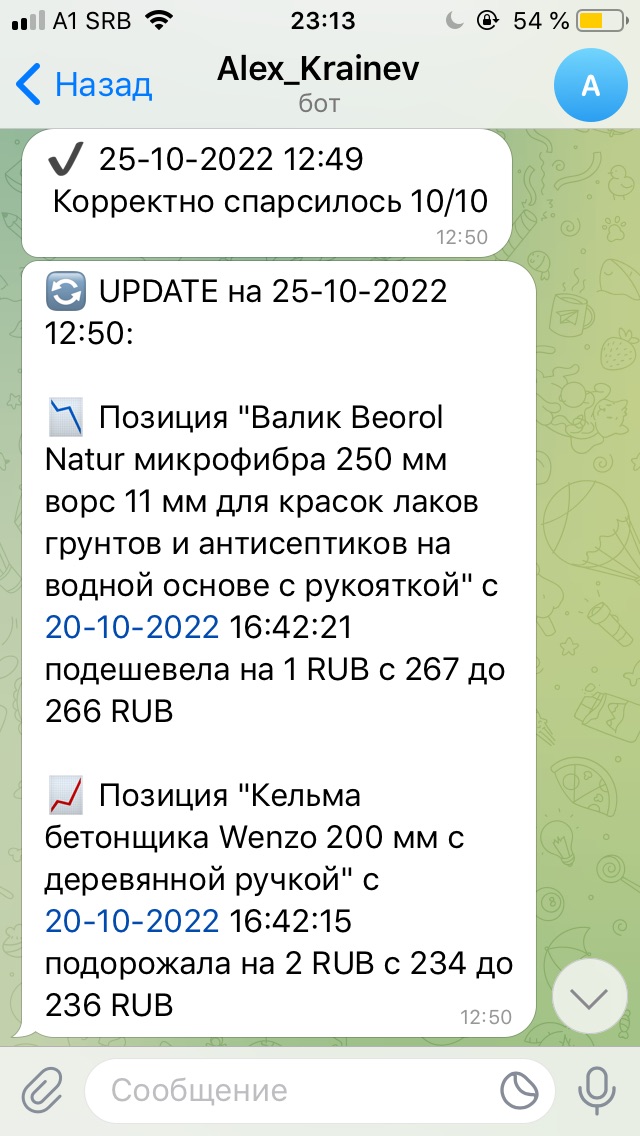 A1 SRB 23:13 54 %
Назад
Alex_Krainev
бот
A
25-10-2022 12:49
Корректно спарсилось 10/10
12:50
UPDATE на 25-10-2022
12:50:
Позиция "Валик Beorol
Natur микрофибра 250 мм
ворс 11 мм для красок лаков
грунтов и антисептиков на
водной основе с рукояткой" с
20-10-2022 16:42:21
подешевела на 1 RUB с 267 до
266 RUB
Позиция "Кельма
бетонщика Wenzo 200 мм с
деревянной ручкой" с
20-10-2022 16:42:15
подорожала на 2 RUB с 234 до
236 RUB
12:50
Сообщение